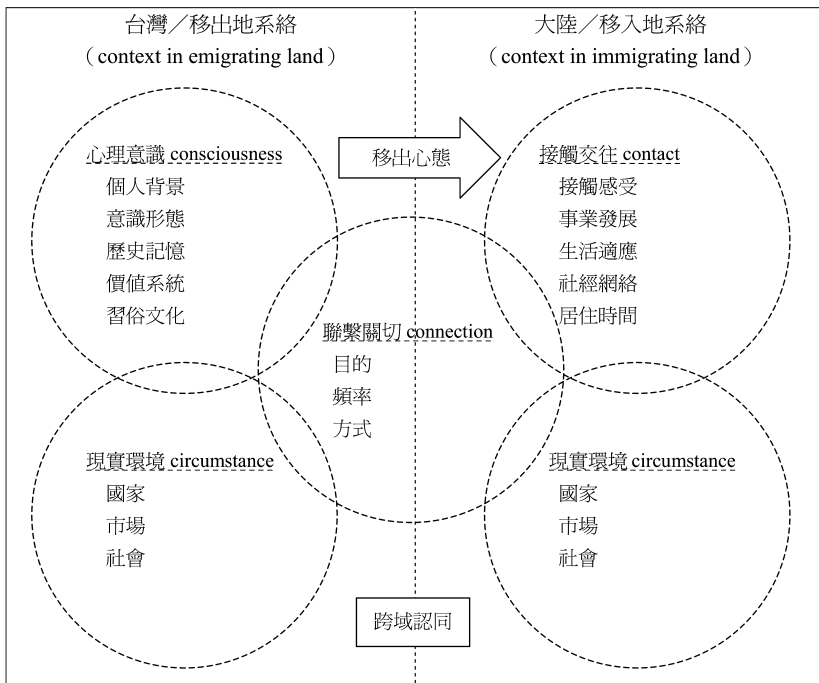 台灣／移出地系絡
（context in emigrating land）
大陸／移入地系絡
（context in immigrating land）
心理意識 consciousness
個人背景
意識形態
歷史記憶
價值系統
習俗文化
移出心態
接觸交往 contact
接觸感受
事業發展
生活適應
社經網絡
居住時間
聯繫關切 connection
目的
頻率
方式
現實環境 circumstance
國家
市場
社會
現實環境 circumstance
國家
市場
社會
跨域認同